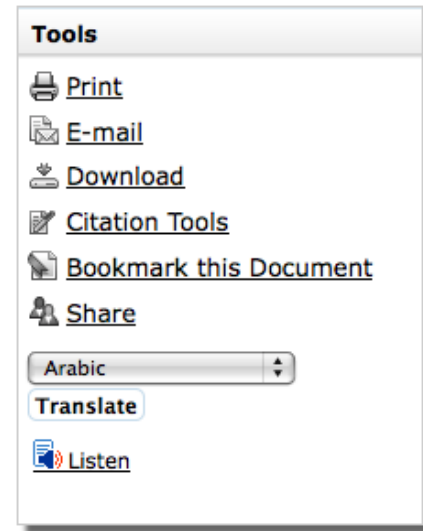 Tools
Print
E-mail
Download
Citation Tools
Bookmark this Document
Share
Arabic
Translate
Listen